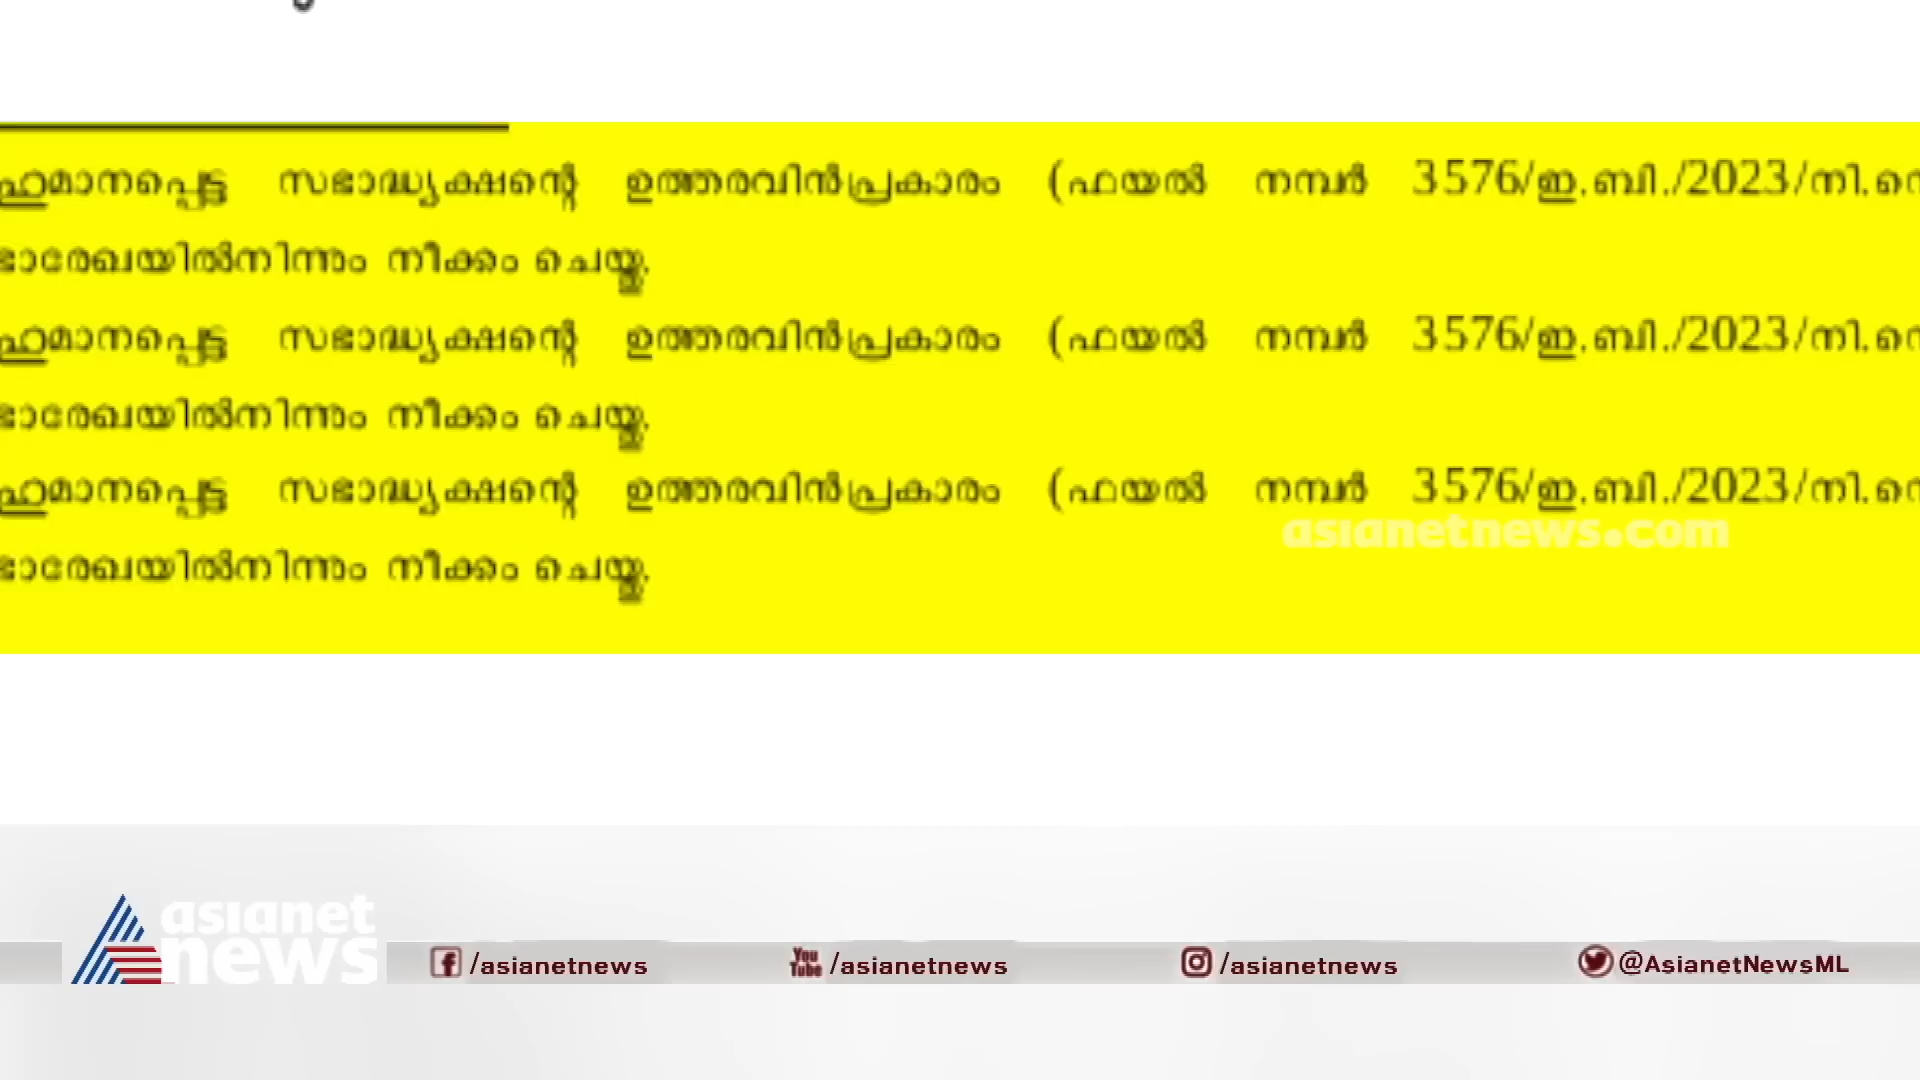 ഹുമാനപ്പെട്ട സഭാദ്ധ്യക്ഷന്റെ ഉത്തരവിൻപ്രകാരം (ഫയൽ നമ്പർ 3576/ഇ.ബി./2023/നി.സെ
ഭാരേഖയിൽനിന്നും നീക്കം ചെയ്തു.
ഹുമാനപ്പെട്ട സഭാദ്ധ്യക്ഷന്റെ ഉത്തരവിൻപ്രകാരം (ഫയൽ നമ്പർ 3576/ഇ.ബി./2023/നി.സെ
ഭാരേഖയിൽനിന്നും നീക്കം ചെയ്തു.
ഹുമാനപ്പെട്ട സഭാദ്ധ്യക്ഷന്റെ ഉത്തരവിൻപ്രകാരം (ഫയൽ നമ്പർ 3576/ഇ.ബി./2023/നി.സെ
asianetnews.com
ഭാരേഖയിൽനിന്നും നീക്കം ചെയ്തു.
asianet
news
/asianetnews You Tube /asianetnews /asianetnews @AsianetNewsML